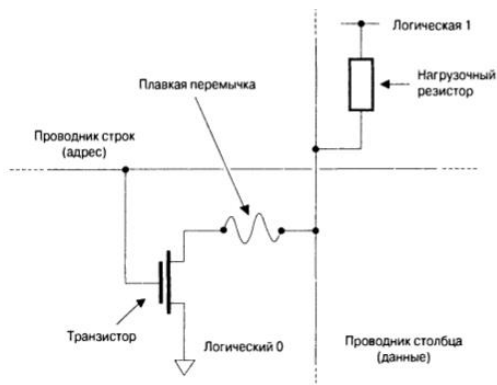 Логическая 1
Нагрузочный
резистор
Плавкая перемычка
Проводник строк
(адрес)
Транзистор
Логический 0
Проводник столбца
(данные)